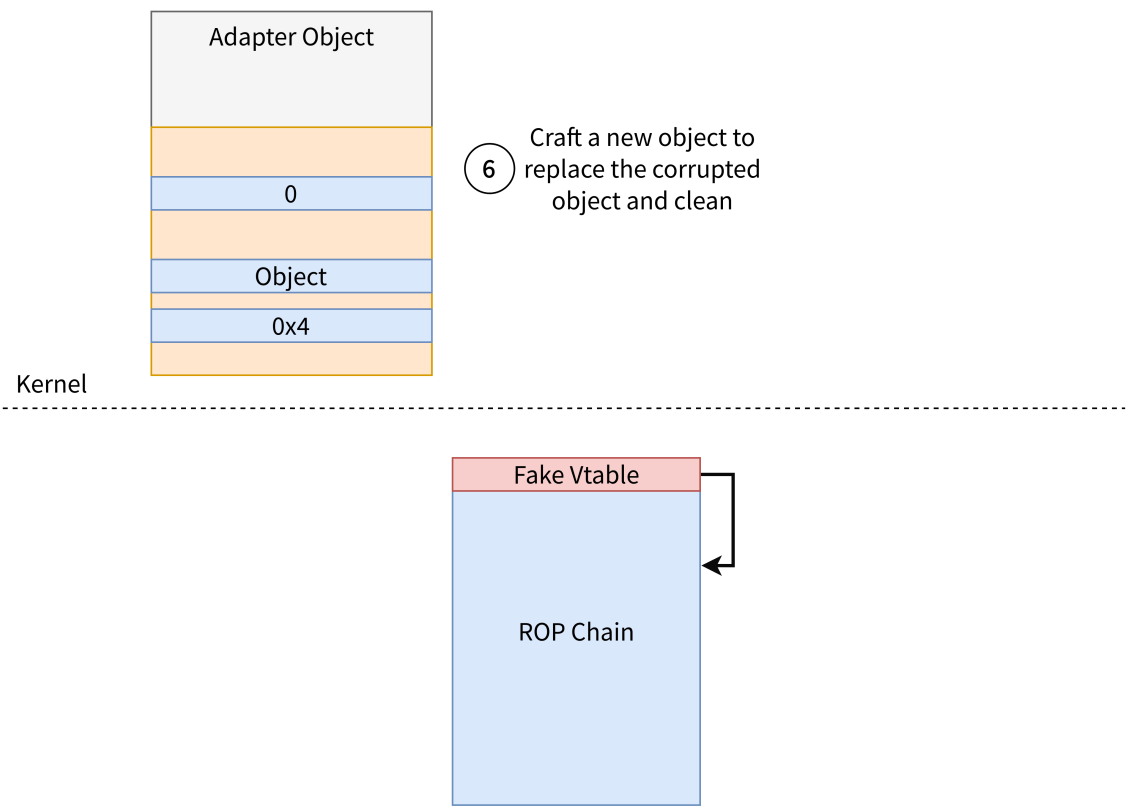 Adapter Object
Craft a new object to
6
replace the corrupted
object and clean
0
Object
0x4
Kernel
Fake Vtable
ROP Chain